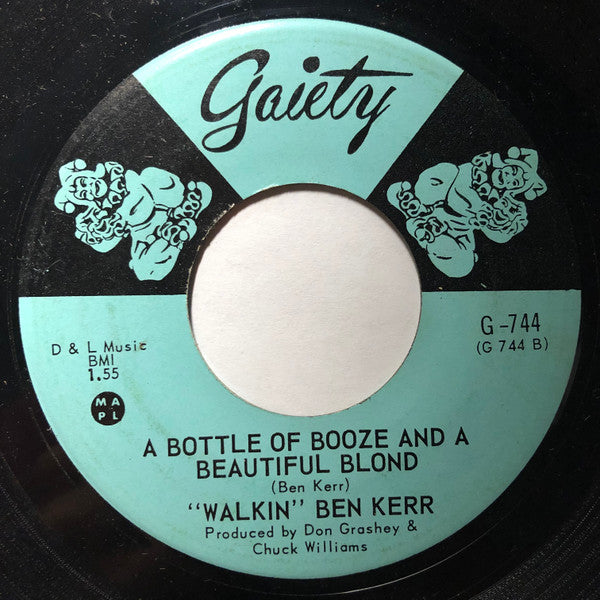 Gaiety
D & L Music
BMI
1.55
G-744
(G 744 B)
M A
P L
A BOTTLE OF BOOZE AND A
BEAUTIFUL BLOND
(Ben Kerr)
"WALKIN" BEN KERR
Produced by Don Grashey &
Chuck Williams